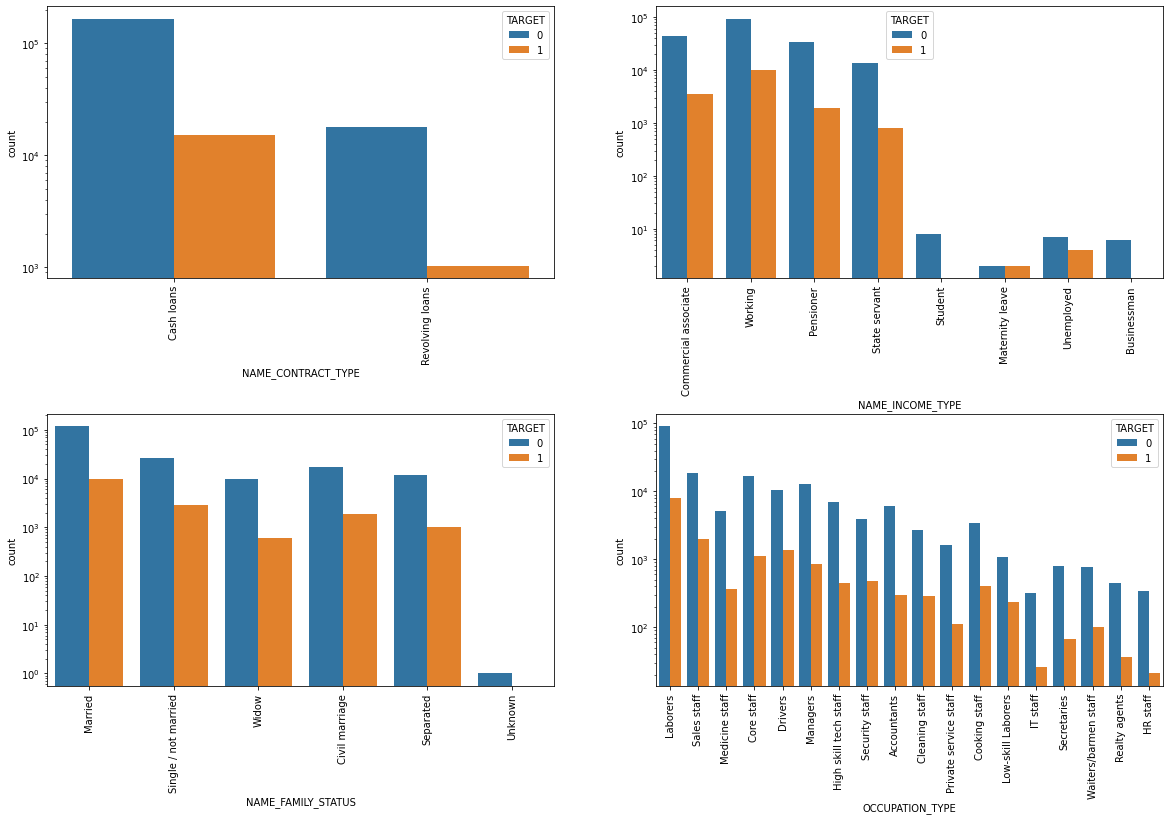 TARGET
0
1
10^5
10^4
10^3
count
Cash loans
Revolving loans
NAME_CONTRACT_TYPE
TARGET
0
1
10^5
10^4
10^3
10^2
10^1
count
Commercial associate
Working
Pensioner
State servant
Student
Maternity leave
Unemployed
Businessman
NAME_INCOME_TYPE
TARGET
0
1
10^5
10^4
10^3
10^2
10^1
10^0
count
Married
Single / not married
Widow
Civil marriage
Separated
Unknown
NAME_FAMILY_STATUS
TARGET
0
1
10^5
10^4
10^3
10^2
count
Laborers
Sales staff
Medicine staff
Core staff
Drivers
Managers
High skill tech staff
Security staff
Accountants
Cleaning staff
Private service staff
Cooking staff
Low-skill Laborers
IT staff
Secretaries
Waiters/barmen staff
Realty agents
HR staff
OCCUPATION_TYPE